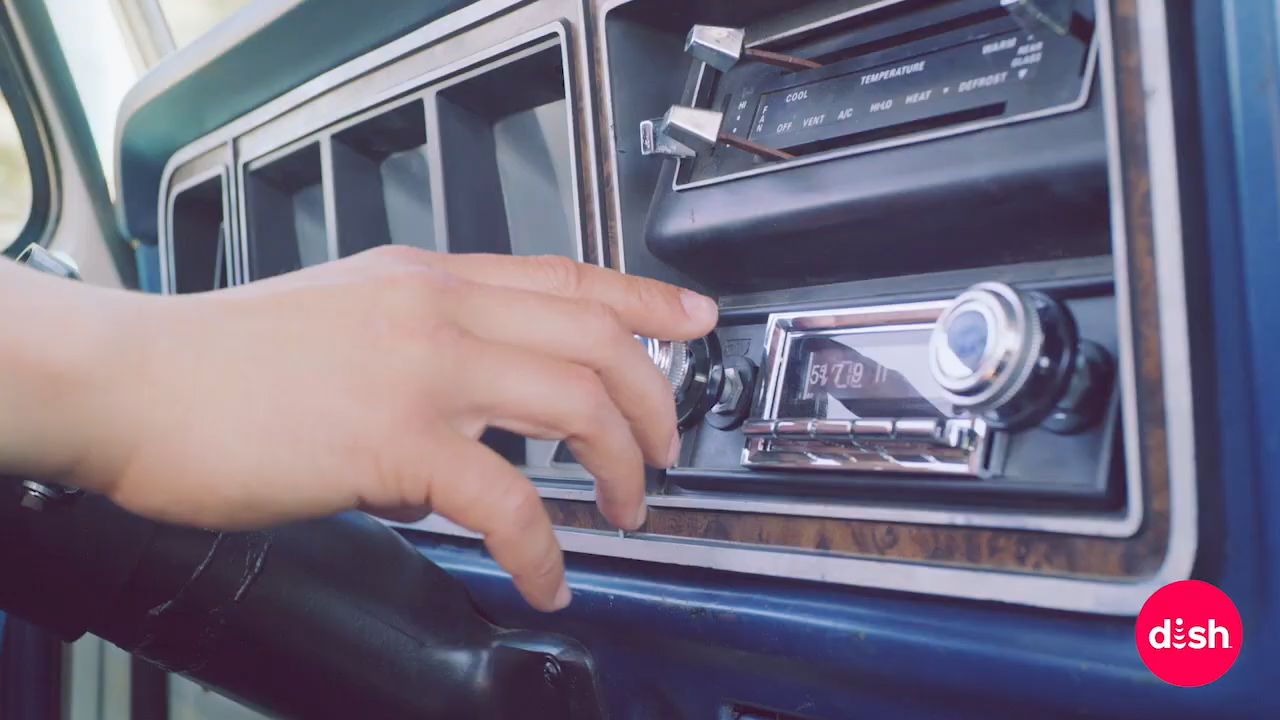 WARM
REAR
GLASS
TEMPERATURE
COOL
HI
FAN
OFF VENT A/C HI-LO HEAT • DEFROST
dish